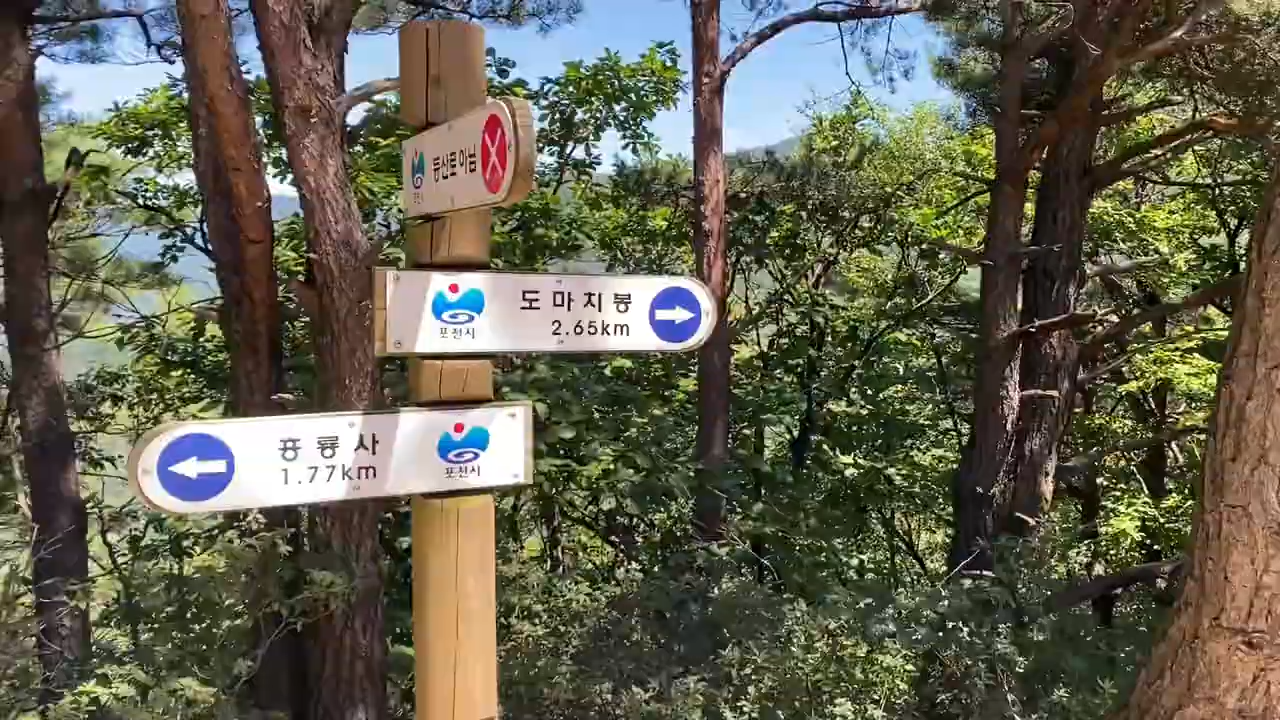 등산로 아님
도마치봉
2.65km
포천시
흥룡사
1.77km
포천시